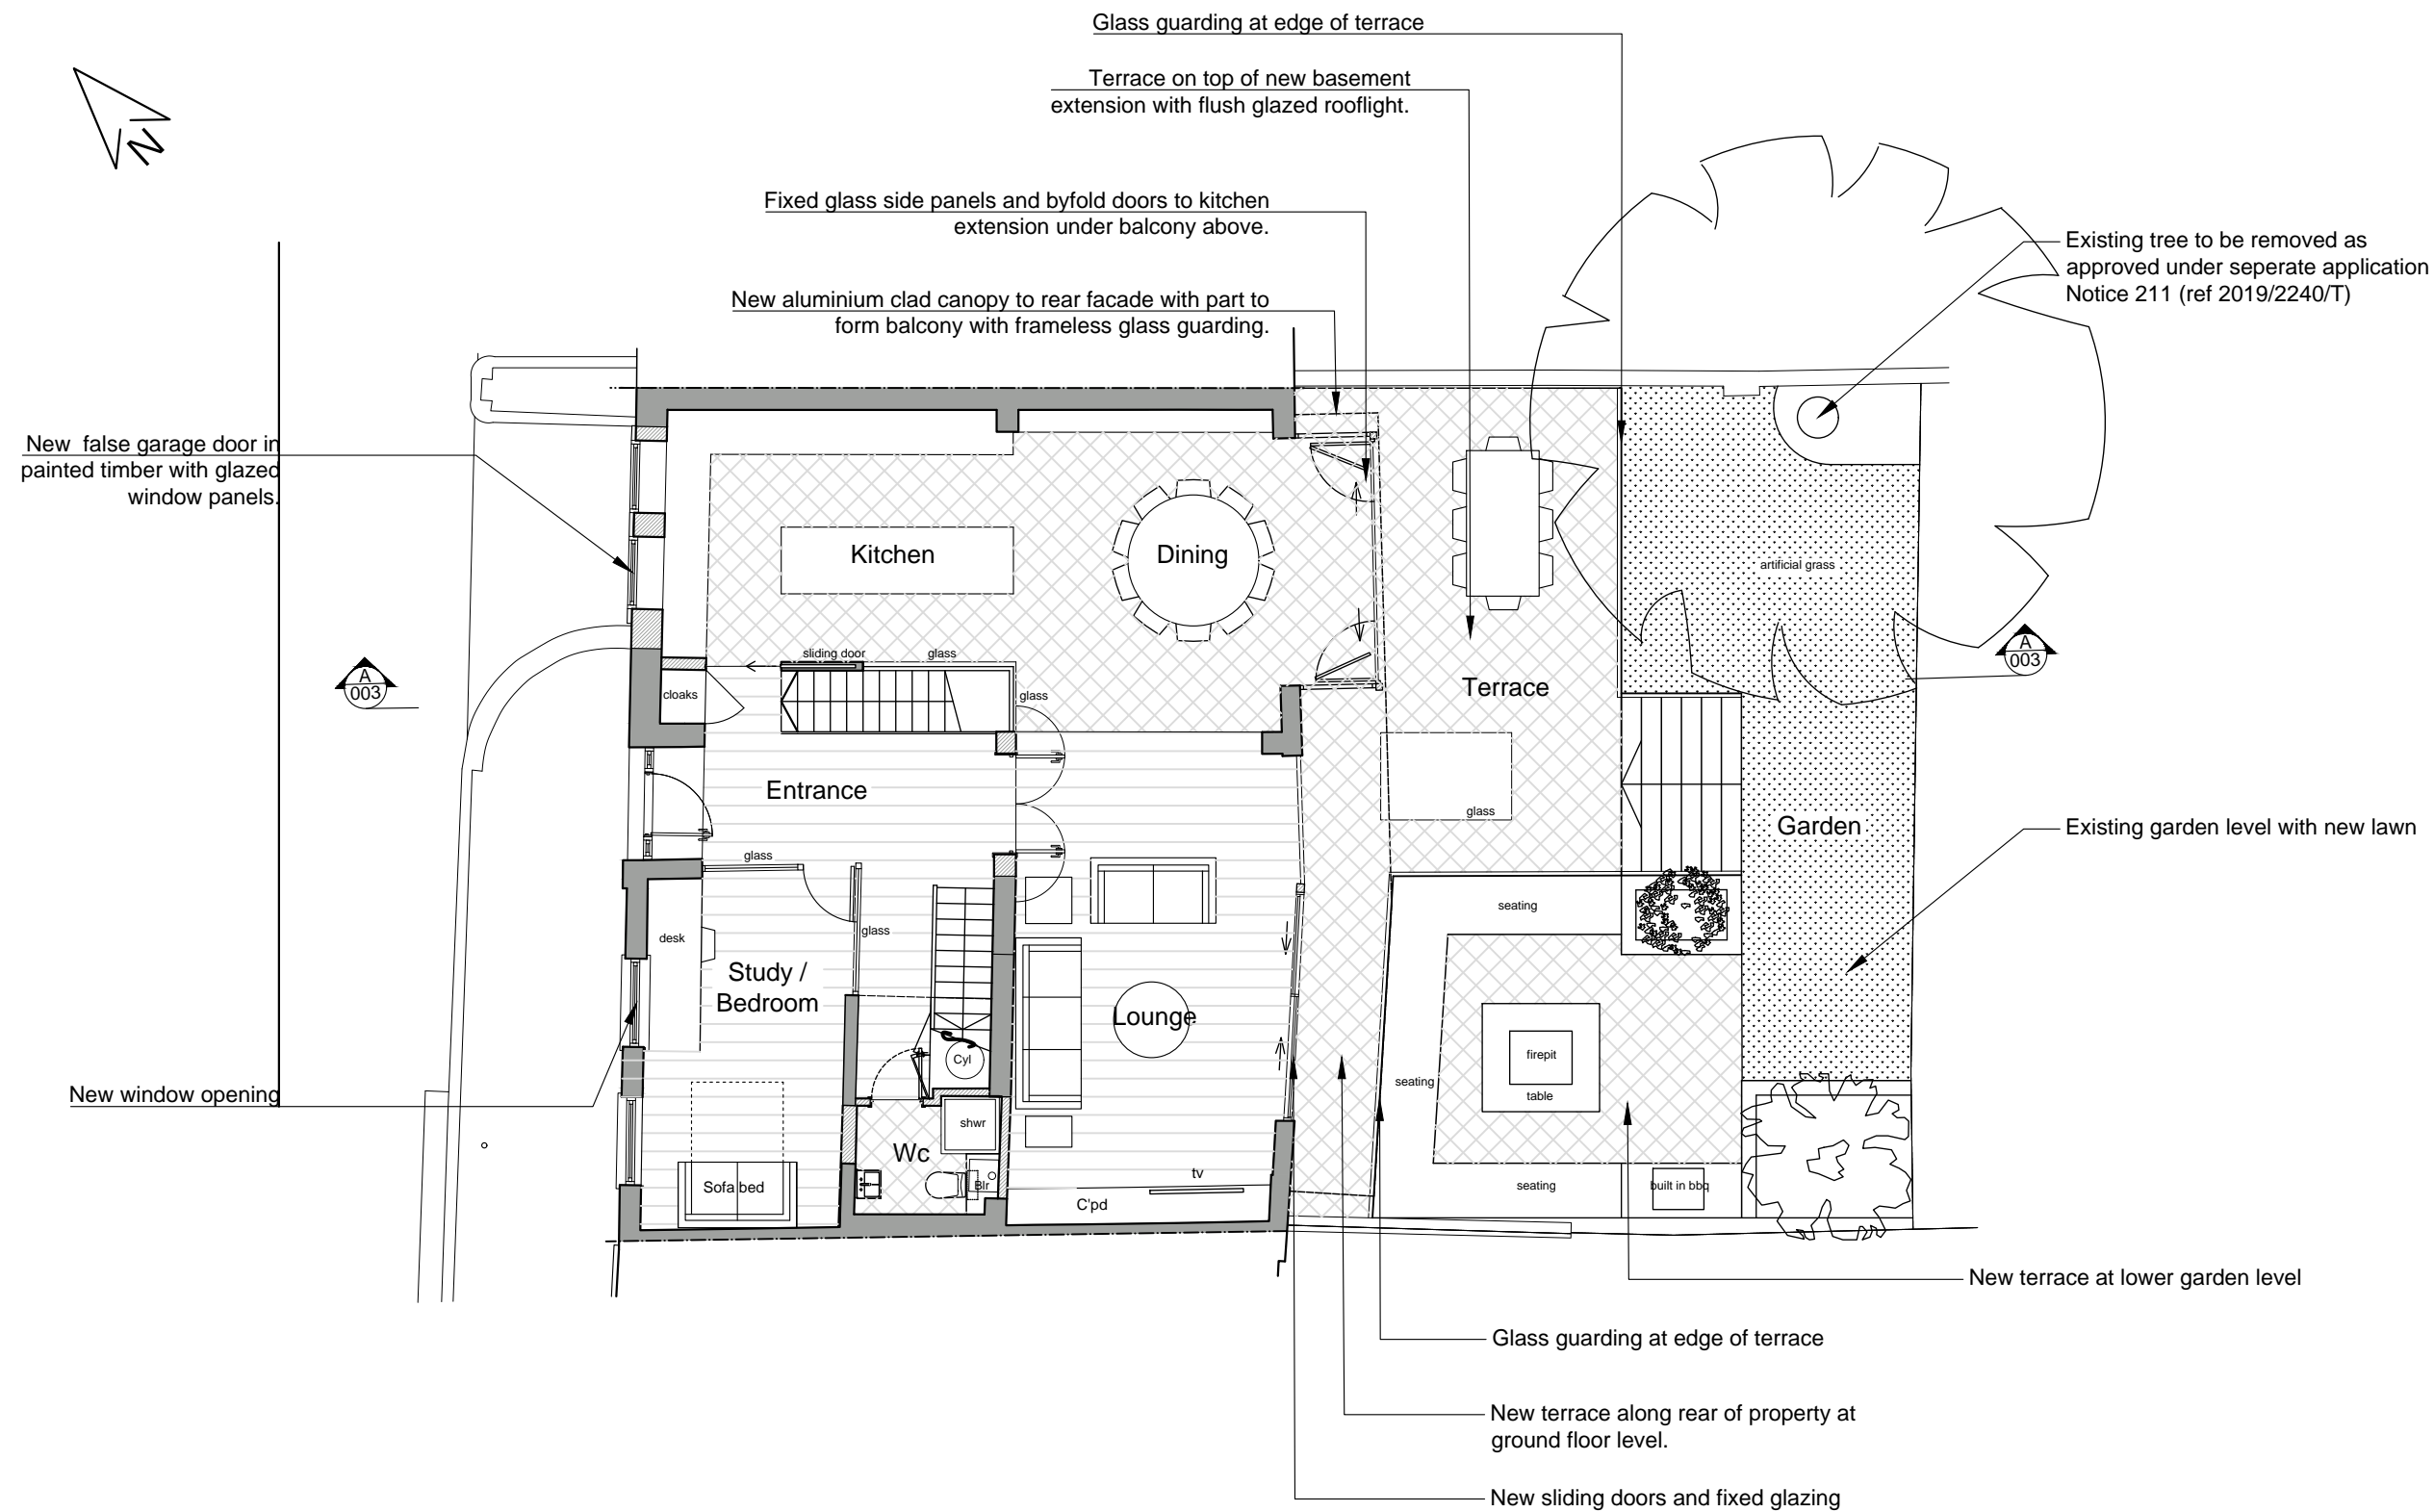 Glass guarding at edge of terrace
Terrace on top of new basement
extension with flush glazed rooflight.
N
Fixed glass side panels and byfold doors to kitchen
extension under balcony above.
Existing tree to be removed as
approved under seperate application
Notice 211 (ref 2019/2240/T)
New aluminium clad canopy to rear facade with part to
form balcony with frameless glass guarding.
New false garage door in
painted timber with glazed
window panels.
Kitchen
Dining
artificial grass
sliding door
glass
A
003
A
003
cloaks
glass
Terrace
Entrance
glass
Garden
Existing garden level with new lawn
glass
seating
desk
glass
Study /
Bedroom
Lounge
Cyl
firepit
seating
table
New window opening
shwr
Wc
tv
Sofa bed
Blr
seating
built in bbq
C'pd
New terrace at lower garden level
Glass guarding at edge of terrace
New terrace along rear of property at
ground floor level.
New sliding doors and fixed glazing